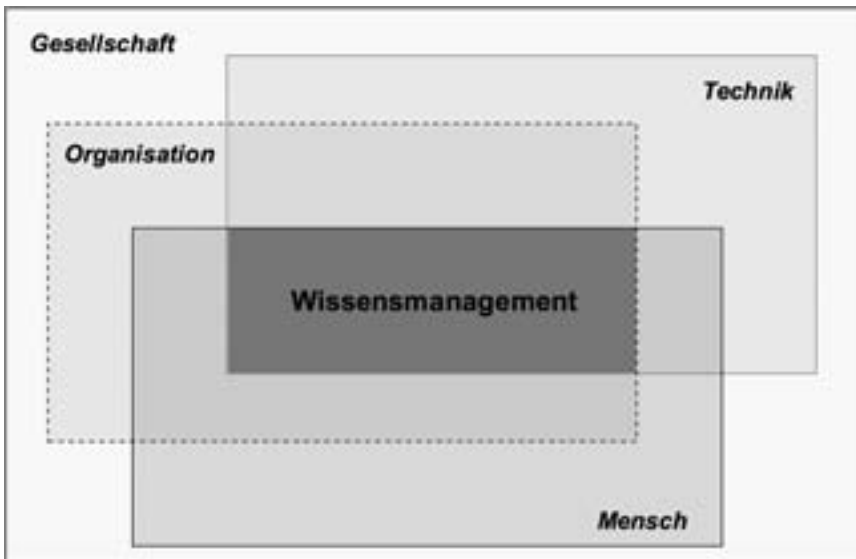 Gesellschaft
Technik
Organisation
Wissensmanagement
Mensch